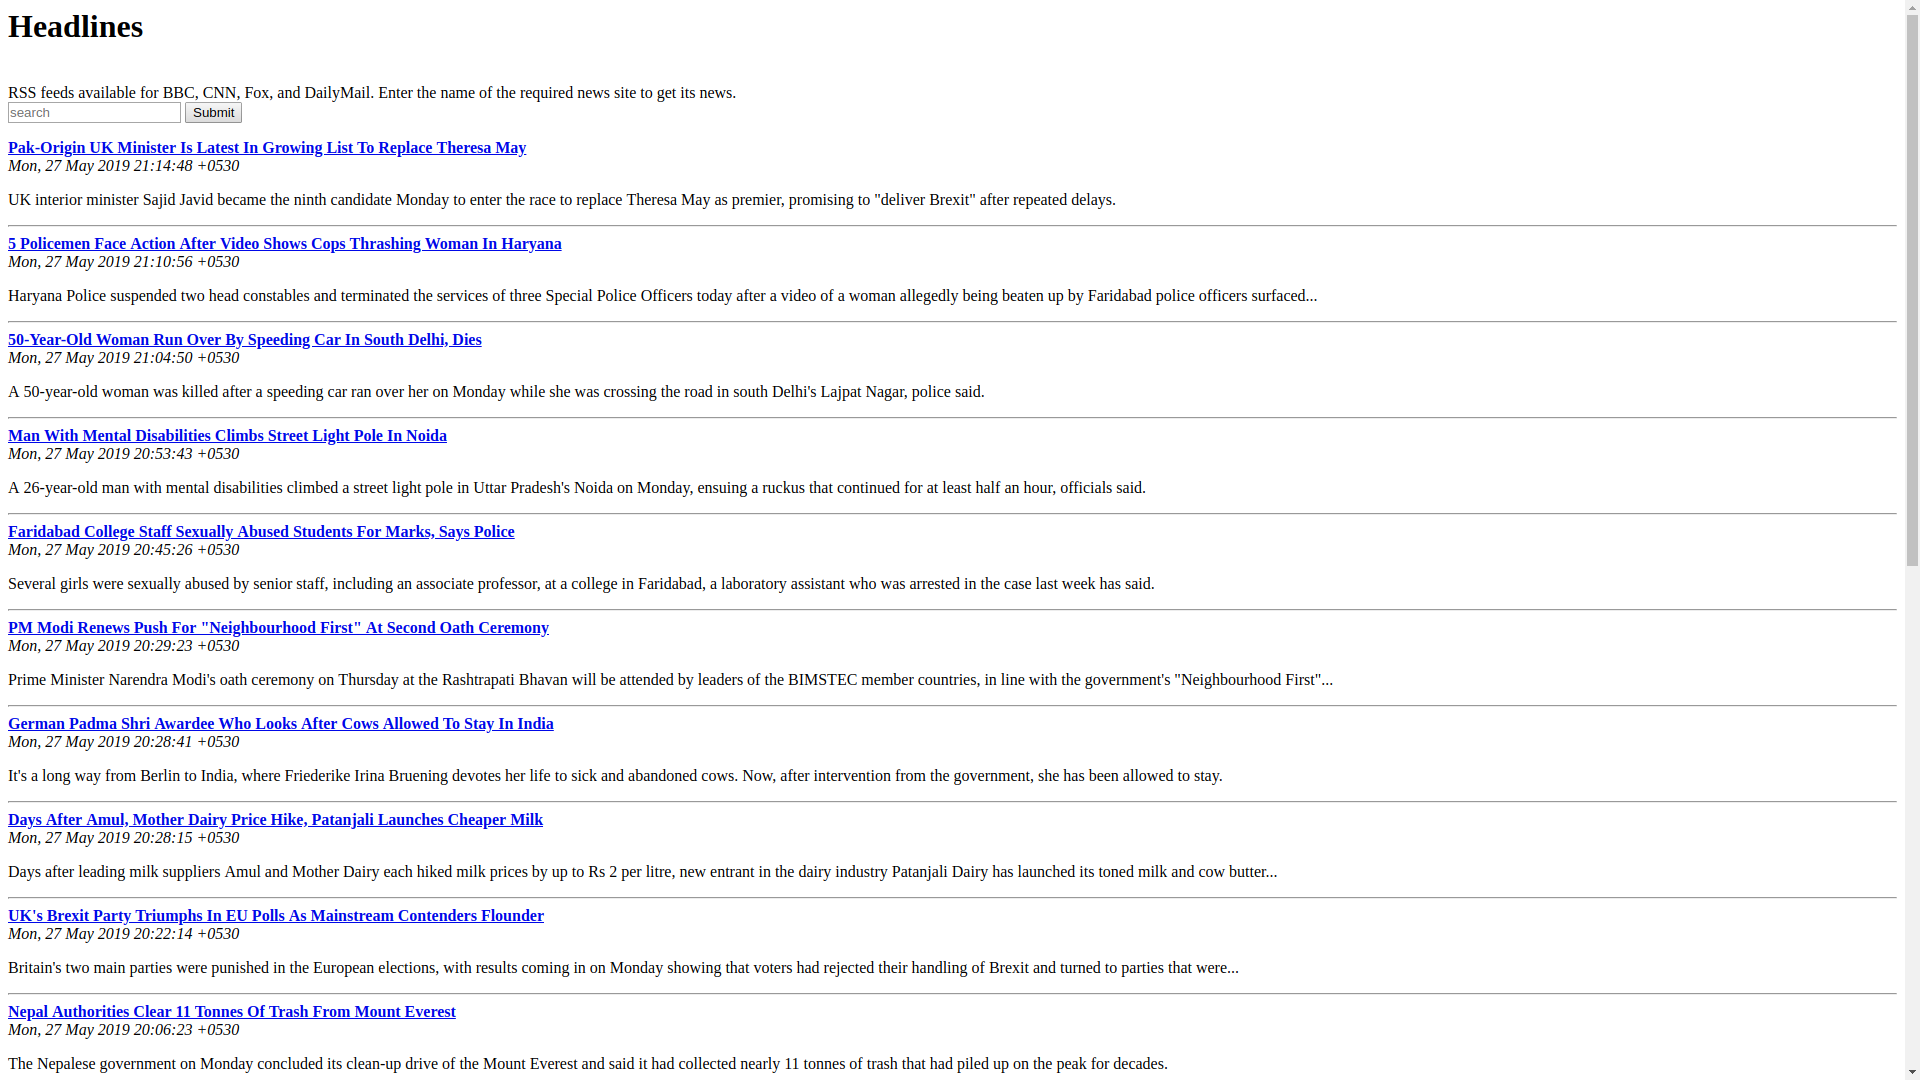 Headlines
RSS feeds available for BBC, CNN, Fox, and DailyMail. Enter the name of the required news site to get its news.
search Submit
Pak-Origin UK Minister Is Latest In Growing List To Replace Theresa May
Mon, 27 May 2019 21:14:48 +0530
UK interior minister Sajid Javid became the ninth candidate Monday to enter the race to replace Theresa May as premier, promising to "deliver Brexit" after repeated delays.
5 Policemen Face Action After Video Shows Cops Thrashing Woman In Haryana
Mon, 27 May 2019 21:10:56 +0530
Haryana Police suspended two head constables and terminated the services of three Special Police Officers today after a video of a woman allegedly being beaten up by Faridabad police officers surfaced...
50-Year-Old Woman Run Over By Speeding Car In South Delhi, Dies
Mon, 27 May 2019 21:04:50 +0530
A 50-year-old woman was killed after a speeding car ran over her on Monday while she was crossing the road in south Delhi's Lajpat Nagar, police said.
Man With Mental Disabilities Climbs Street Light Pole In Noida
Mon, 27 May 2019 20:53:43 +0530
A 26-year-old man with mental disabilities climbed a street light pole in Uttar Pradesh's Noida on Monday, ensuing a ruckus that continued for at least half an hour, officials said.
Faridabad College Staff Sexually Abused Students For Marks, Says Police
Mon, 27 May 2019 20:45:26 +0530
Several girls were sexually abused by senior staff, including an associate professor, at a college in Faridabad, a laboratory assistant who was arrested in the case last week has said.
PM Modi Renews Push For "Neighbourhood First" At Second Oath Ceremony
Mon, 27 May 2019 20:29:23 +0530
Prime Minister Narendra Modi's oath ceremony on Thursday at the Rashtrapati Bhavan will be attended by leaders of the BIMSTEC member countries, in line with the government's "Neighbourhood First"...
German Padma Shri Awardee Who Looks After Cows Allowed To Stay In India
Mon, 27 May 2019 20:28:41 +0530
It's a long way from Berlin to India, where Friederike Irina Bruening devotes her life to sick and abandoned cows. Now, after intervention from the government, she has been allowed to stay.
Days After Amul, Mother Dairy Price Hike, Patanjali Launches Cheaper Milk
Mon, 27 May 2019 20:28:15 +0530
Days after leading milk suppliers Amul and Mother Dairy each hiked milk prices by up to Rs 2 per litre, new entrant in the dairy industry Patanjali Dairy has launched its toned milk and cow butter...
UK's Brexit Party Triumphs In EU Polls As Mainstream Contenders Flounder
Mon, 27 May 2019 20:22:14 +0530
Britain's two main parties were punished in the European elections, with results coming in on Monday showing that voters had rejected their handling of Brexit and turned to parties that were...
Nepal Authorities Clear 11 Tonnes Of Trash From Mount Everest
Mon, 27 May 2019 20:06:23 +0530
The Nepalese government on Monday concluded its clean-up drive of the Mount Everest and said it had collected nearly 11 tonnes of trash that had piled up on the peak for decades.